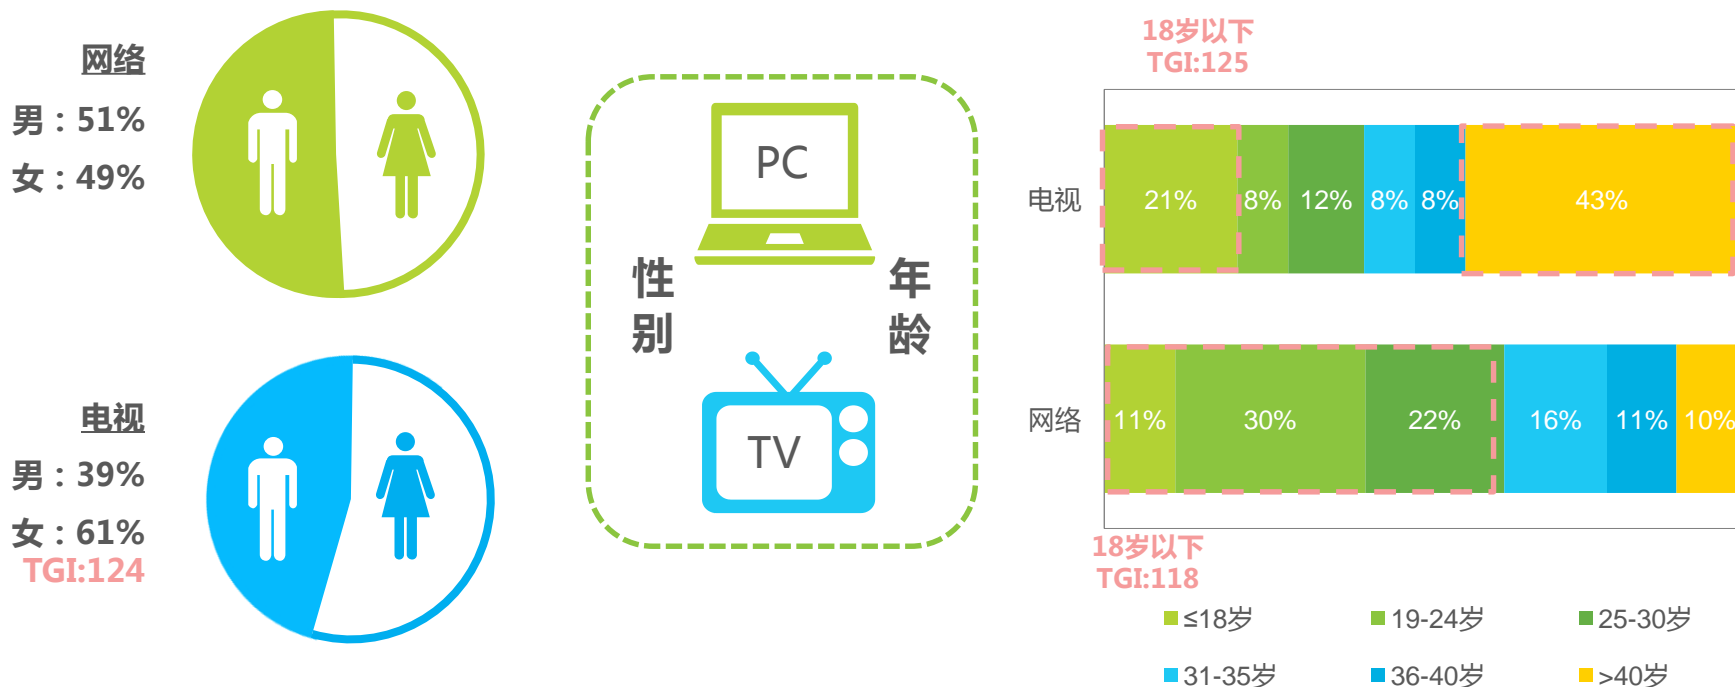 网络
男：51%
女：49%
电视
男：39%
女：61%
TGI:124
PC
性别
年龄
TV
18岁以下
TGI:125
电视
21%
8%
12%
8%
8%
43%
网络
11%
30%
22%
16%
11%
10%
18岁以下
TGI:118
≤18岁
19-24岁
25-30岁
31-35岁
36-40岁
>40岁